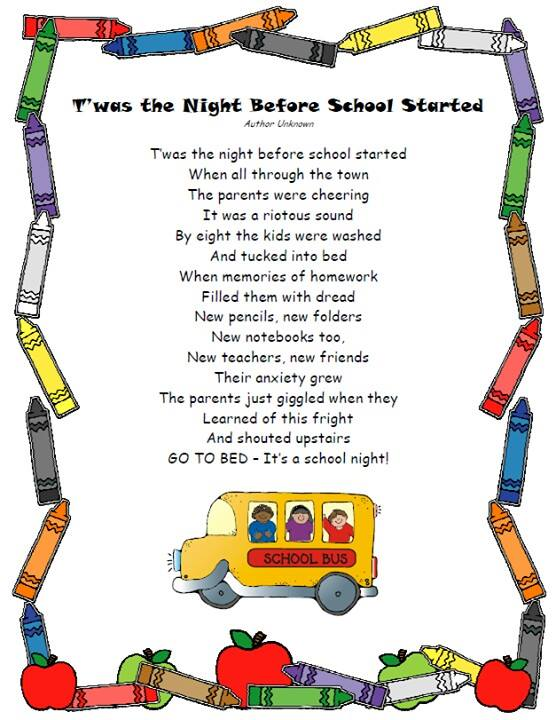 T'was the Night Before School Started
Author Unknown
T'was the night before school started
When all through the town
The parents were cheering
It was a riotous sound
By eight the kids were washed
And tucked into bed
When memories of homework
Filled them with dread
New pencils, new folders
New notebooks too,
New teachers, new friends
Their anxiety grew
The parents just giggled when they
Learned of this fright
And shouted upstairs
GO TO BED – It's a school night!
SCHOOL BUS